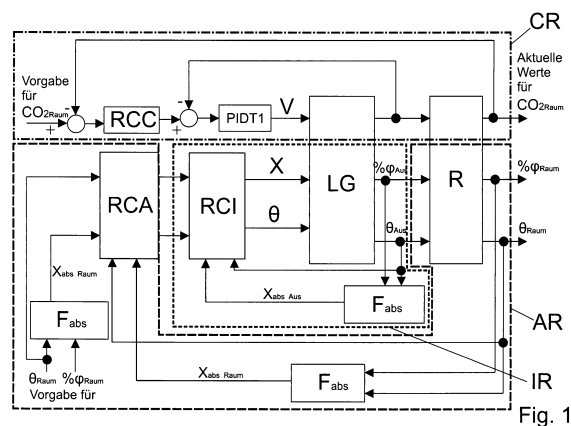 CR
Vorgabe
für
CO2Raum
-
+
RCC
-
+
PIDT1
V
Aktuelle
Werte
für
CO2Raum
RCA
RCI
X
θ
LG
%φAus
θAus
R
%φRaum
θRaum
Xabs Raum
Fabs
Xabs Aus
Fabs
AR
IR
θRaum %φRaum
Vorgabe für
Xabs Raum
Fabs
Fig. 1